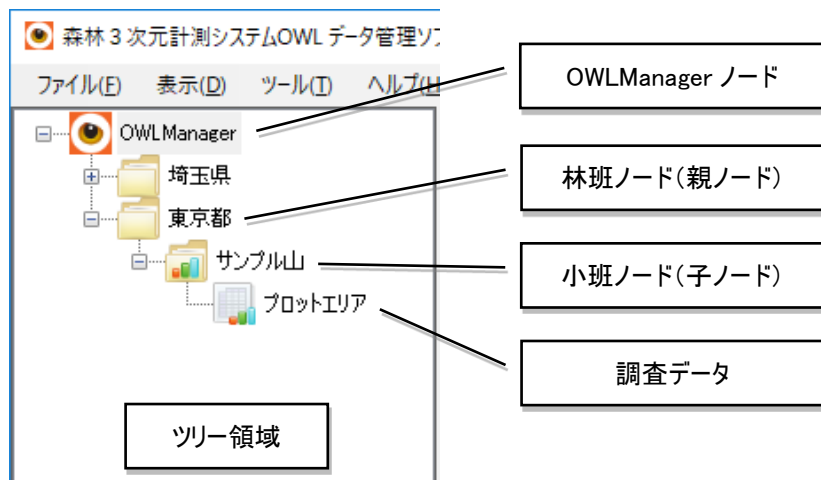 森林３次元計測システムOWL データ管理ソ
ファイル(F) 表示(D) ツール(T) ヘルプ(H
OWLManager
埼玉県
東京都
サンプル山
プロットエリア
ツリー領域
OWLManager ノード
林班ノード（親ノード）
小班ノード（子ノード）
調査データ